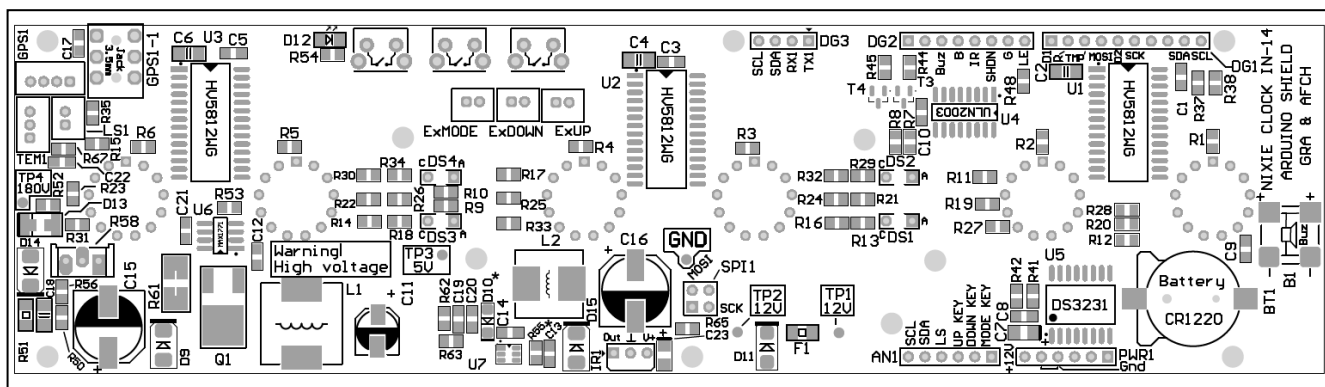 GPS1
C17
Jack
3.5mm
GPS1-1
C6
U3
C5
HV5812WG
D12
R54
C4
C3
U2
HV5812WG
SCL
SDA
RX1
TX1
DG3
DG2
R45
R44
Buz
B
IR
SHDN
G
LE
T4
T3
ULN2003
U4
R48
R8
R7
C10
D1
TMP
MOSI
D2
SCK
SDA
SCL
DG1
C2
U1
HV5812WG
C1
R37
R38
NIXIE CLOCK IN-14
ARDUINO SHIELD
GRA & AFCH
ExMODE
ExDOWN
ExUP
R35
LS1
R15
R6
TEM1
R67
C22
TP4
180V
R52
R23
D13
R58
D14
R31
C21
R53
U6
MAX1771
R5
C12
R30
R34
R22
R26
R14
R18
DS4
C
A
R10
R9
DS3
C
A
R17
R25
R33
R4
R3
R32
R29
R24
R21
R16
R13
DS2
C
A
DS1
C
A
R11
R19
R27
R2
R28
R20
R12
R1
C9
Buz
B1
BT1
Warning!
High voltage
TP3
5V
L2
C16
GND
MOSI
SPI1
SCK
TP2
12V
TP1
12V
U5
DS3231
Battery
CR1220
C18
R56
C15
R61
R51
R50
D9
Q1
L1
C11
R62
C19
C20
D10*
C14
R63
U7
R55*
C13
D15
IR1
Out
V+
R65
C23
D11
F1
AN1
SCL
SDA
LS
UP KEY
DOWN KEY
MODE KEY
R42
R41
C8
C7
+12V
PWR1
Gnd